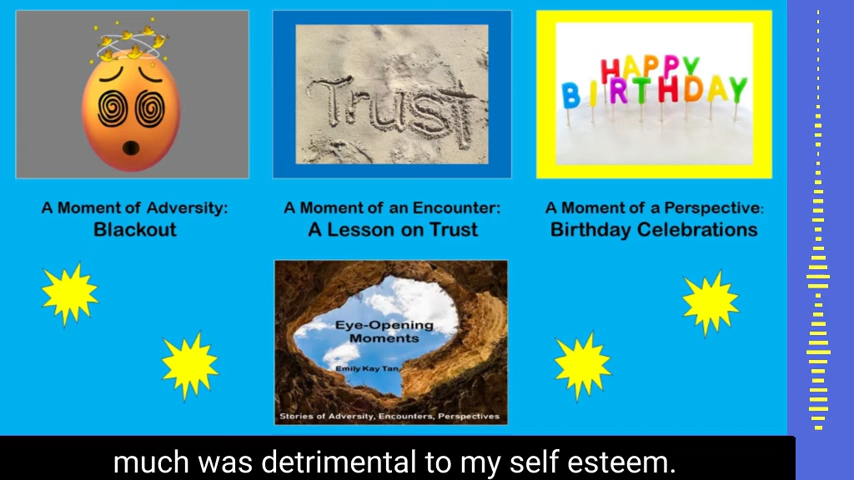 Trust
HAPPY
BIRTHDAY
A Moment of Adversity:
Blackout
A Moment of an Encounter:
A Lesson on Trust
A Moment of a Perspective:
Birthday Celebrations
Eye-Opening
Moments
Emily Kay Tan
Stories of Adversity, Encounters, Perspectives
much was detrimental to my self esteem.